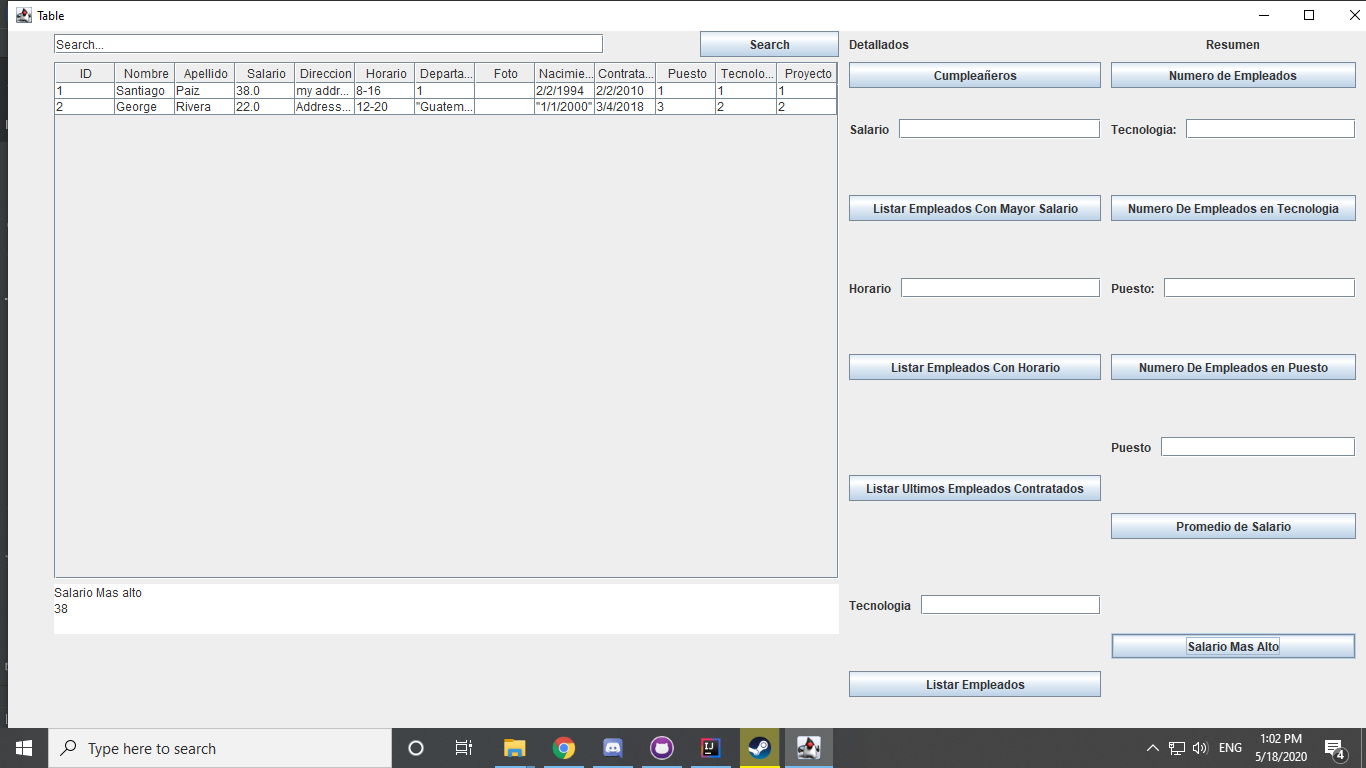 Table
Search...
Search
Detallados
Resumen
ID Nombre Apellido Salario Direccion Horario Departa... Foto Nacimie... Contrata... Puesto Tecnolo... Proyecto
1 Santiago Paiz 38.0 my addr... 8-16 1 2/2/1994 2/2/2010 1 1 1
2 George Rivera 22.0 Address... 12-20 "Guatem... "1/1/2000" 3/4/2018 3 2 2
Cumpleañeros
Numero de Empleados
Salario
Tecnologia:
Listar Empleados Con Mayor Salario
Numero De Empleados en Tecnologia
Horario
Puesto:
Listar Empleados Con Horario
Numero De Empleados en Puesto
Puesto
Listar Ultimos Empleados Contratados
Promedio de Salario
Salario Mas alto
38
Tecnologia
Salario Mas Alto
Listar Empleados
Type here to search
IJ
ENG
1:02 PM
5/18/2020
4